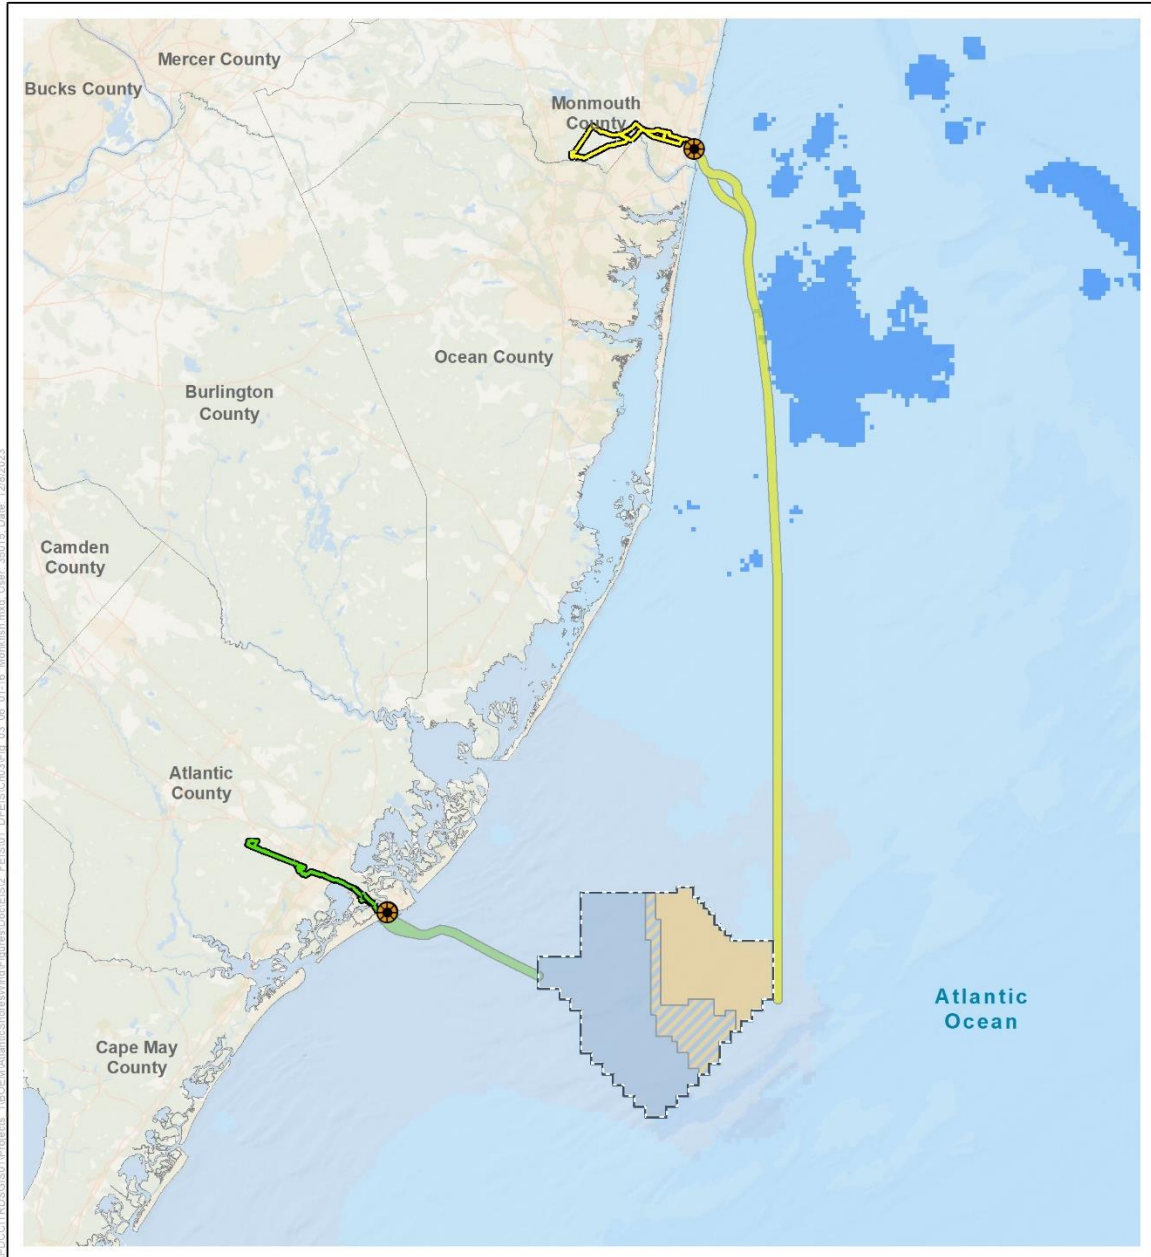 Mercer County
Bucks County
Monmouth
County
Ocean County
Burlington
County
Camden
County
Atlantic
County
Atlantic
Ocean
Cape May
County